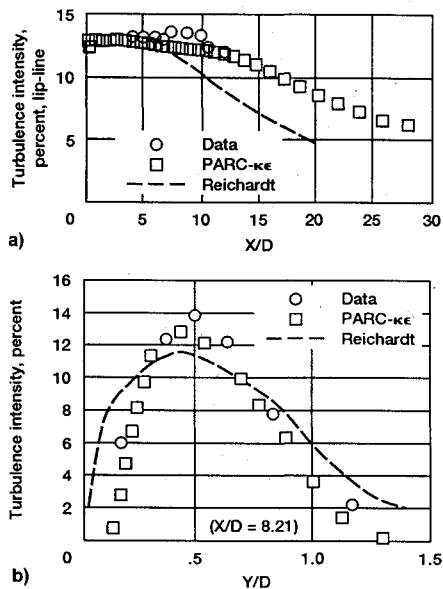 Turbulence intensity,
percent, lip-line
15
10
5
0
5
10
15
20
25
30
X/D
Data
PARC-κε
Reichardt
a)
Turbulence intensity, percent
16
14
12
10
8
6
4
2
0
.5
1.0
1.5
Y/D
Data
PARC-κε
Reichardt
(X/D = 8.21)
b)